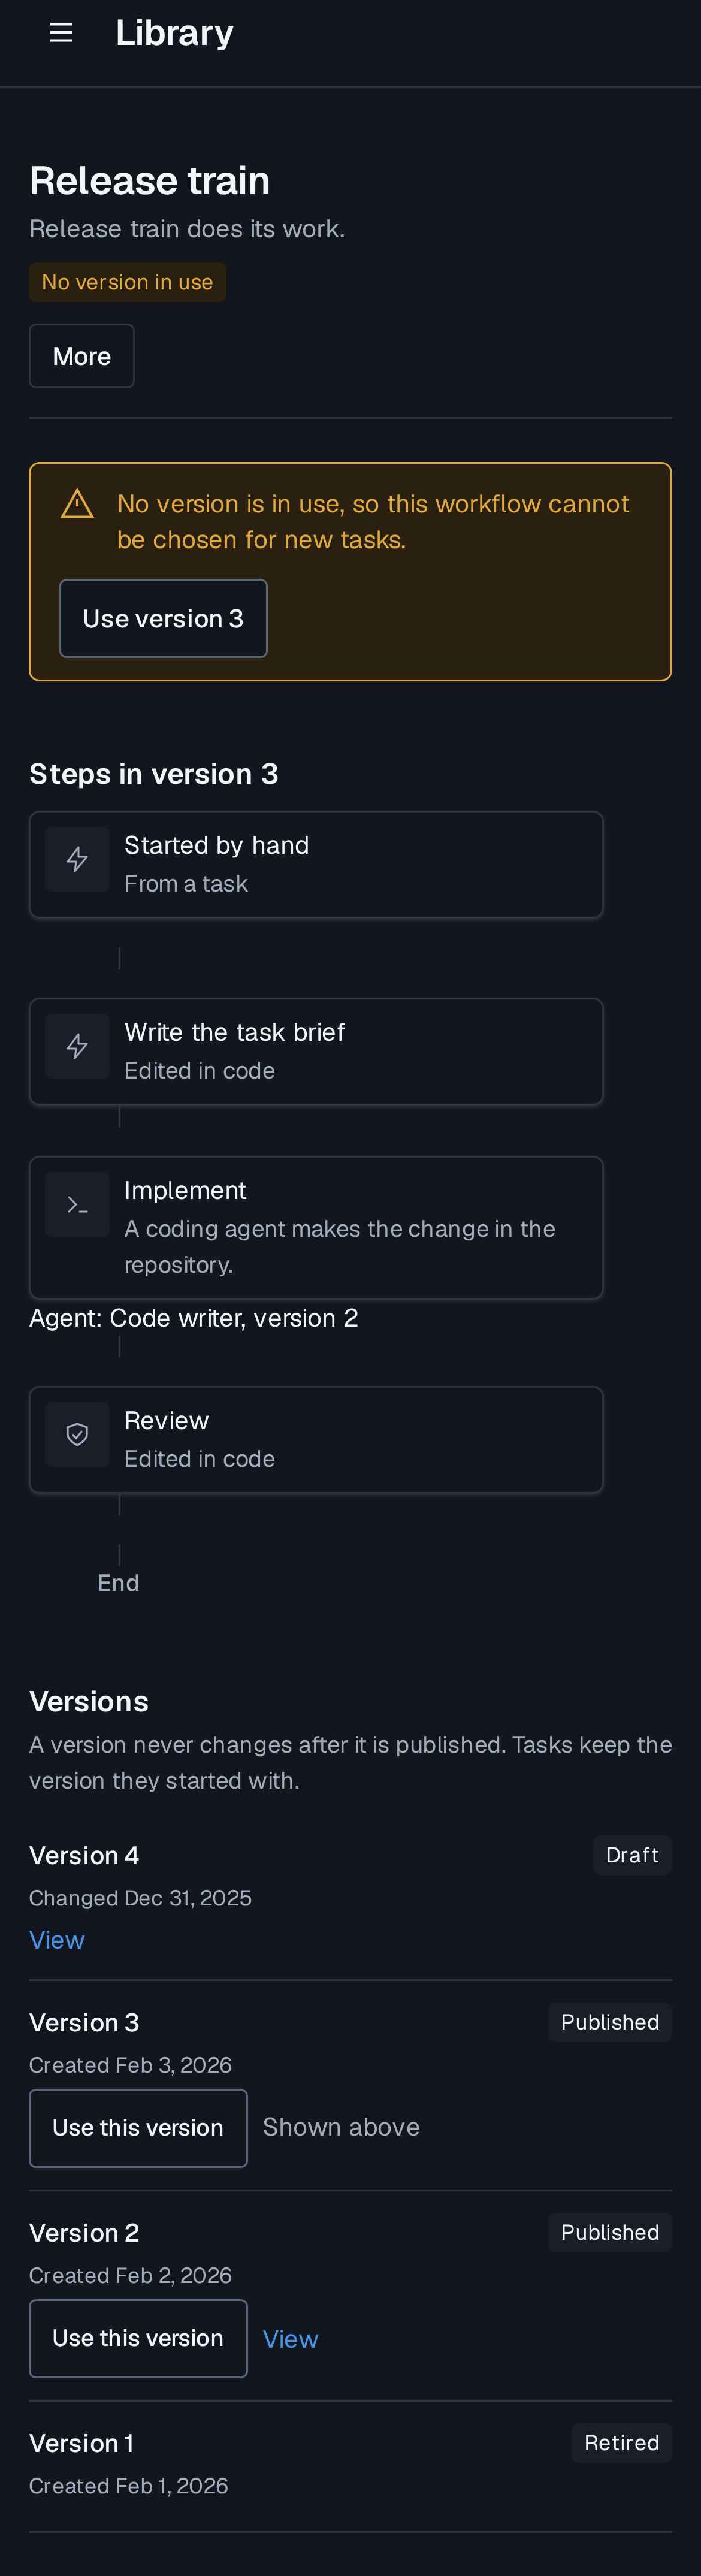 Library
Release train
Release train does its work.
No version in use
More
No version is in use, so this workflow cannot
be chosen for new tasks.
Use version 3
Steps in version 3
Started by hand
From a task
Write the task brief
Edited in code
Implement
A coding agent makes the change in the
repository.
Agent: Code writer, version 2
Review
Edited in code
End
Versions
A version never changes after it is published. Tasks keep the
version they started with.
Version 4
Draft
Changed Dec 31, 2025
View
Version 3
Published
Created Feb 3, 2026
Use this version
Shown above
Version 2
Published
Created Feb 2, 2026
Use this version
View
Version 1
Retired
Created Feb 1, 2026